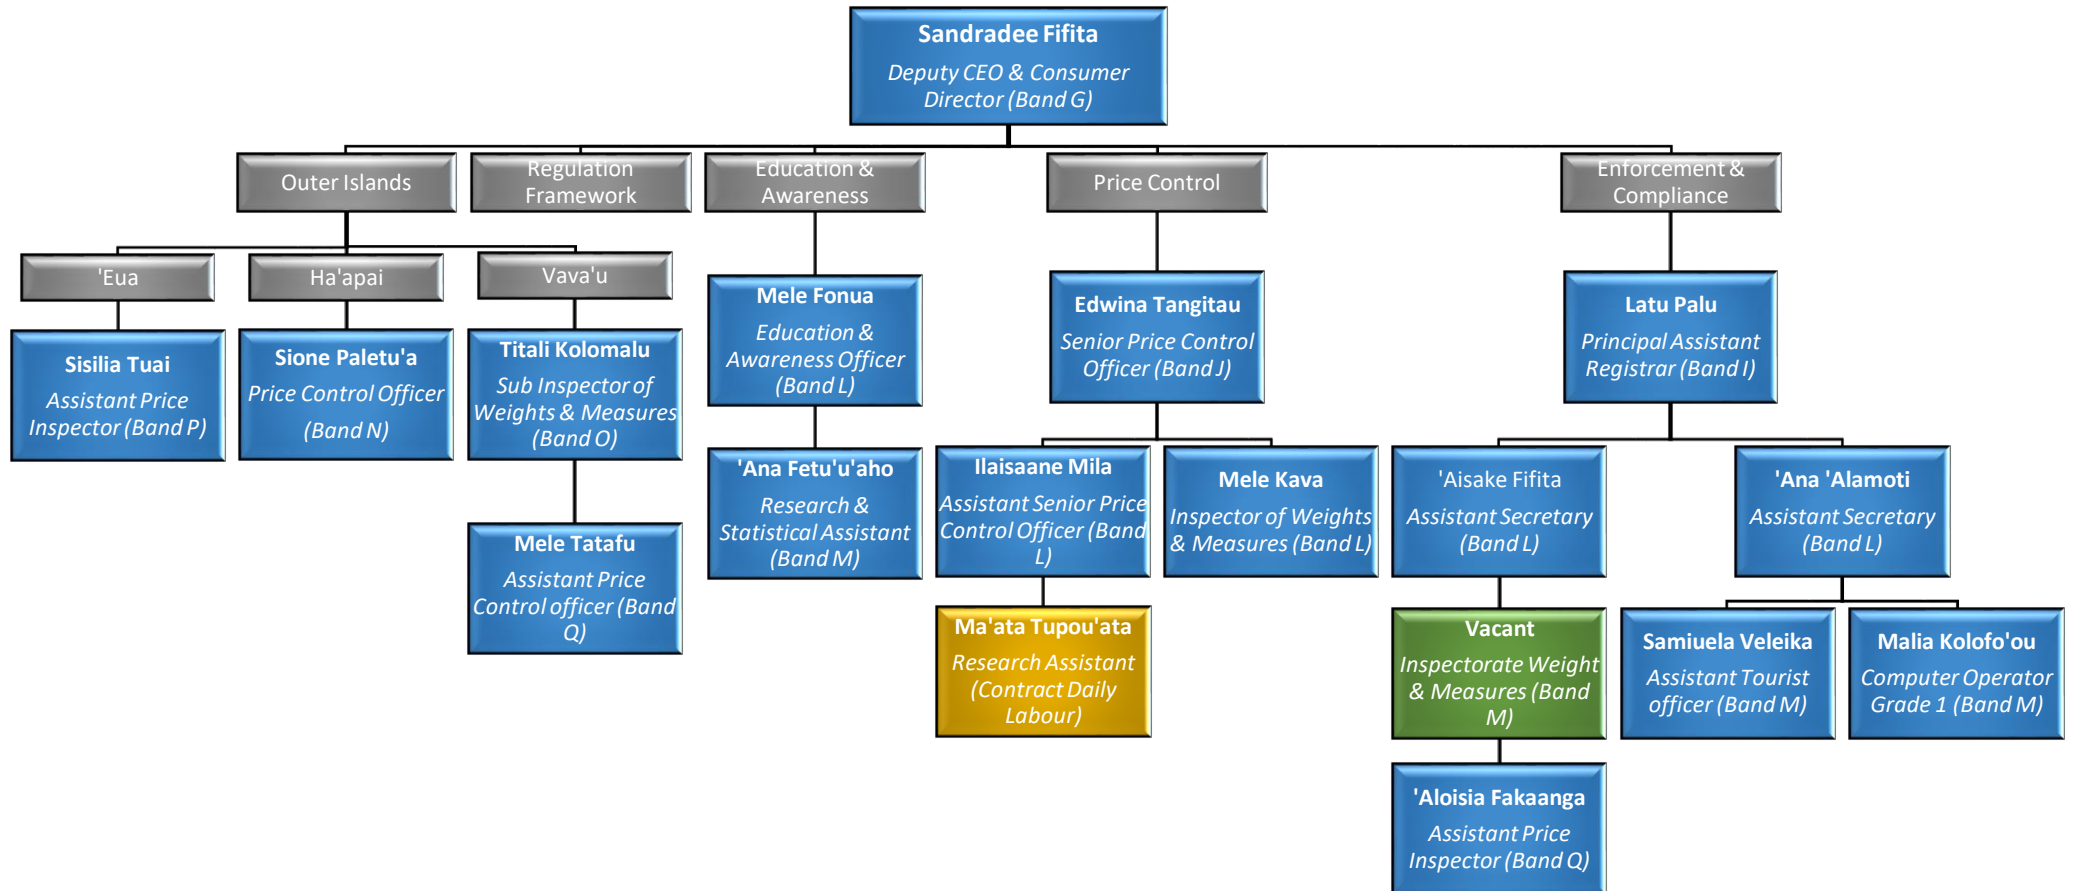 Sandradee Fifita
Deputy CEO & Consumer
Director (Band G)
Outer Islands
Regulation
Framework
Education &
Awareness
Price Control
Enforcement &
Compliance
'Eua
Ha'apai
Vava'u
Sisilia Tuai
Assistant Price
Inspector (Band P)
Sione Paletu'a
Price Control Officer
(Band N)
Titali Kolomalu
Sub Inspector of
Weights & Measures
(Band O)
Mele Tatafu
Assistant Price
Control officer (Band
Q)
Mele Fonua
Education &
Awareness Officer
(Band L)
'Ana Fetu'u'aho
Research &
Statistical Assistant
(Band M)
Edwina Tangitau
Senior Price Control
Officer (Band J)
Ilaisaane Mila
Assistant Senior Price
Control Officer (Band
L)
Mele Kava
Inspector of Weights
& Measures (Band L)
Ma'ata Tupou'ata
Research Assistant
(Contract Daily
Labour)
Latu Palu
Principal Assistant
Registrar (Band I)
'Aisake Fifita
Assistant Secretary
(Band L)
'Ana 'Alamoti
Assistant Secretary
(Band L)
Vacant
Inspectorate Weight
& Measures (Band
M)
Samiuela Veleika
Assistant Tourist
officer (Band M)
Malia Kolofo'ou
Computer Operator
Grade 1 (Band M)
'Aloisia Fakaanga
Assistant Price
Inspector (Band Q)